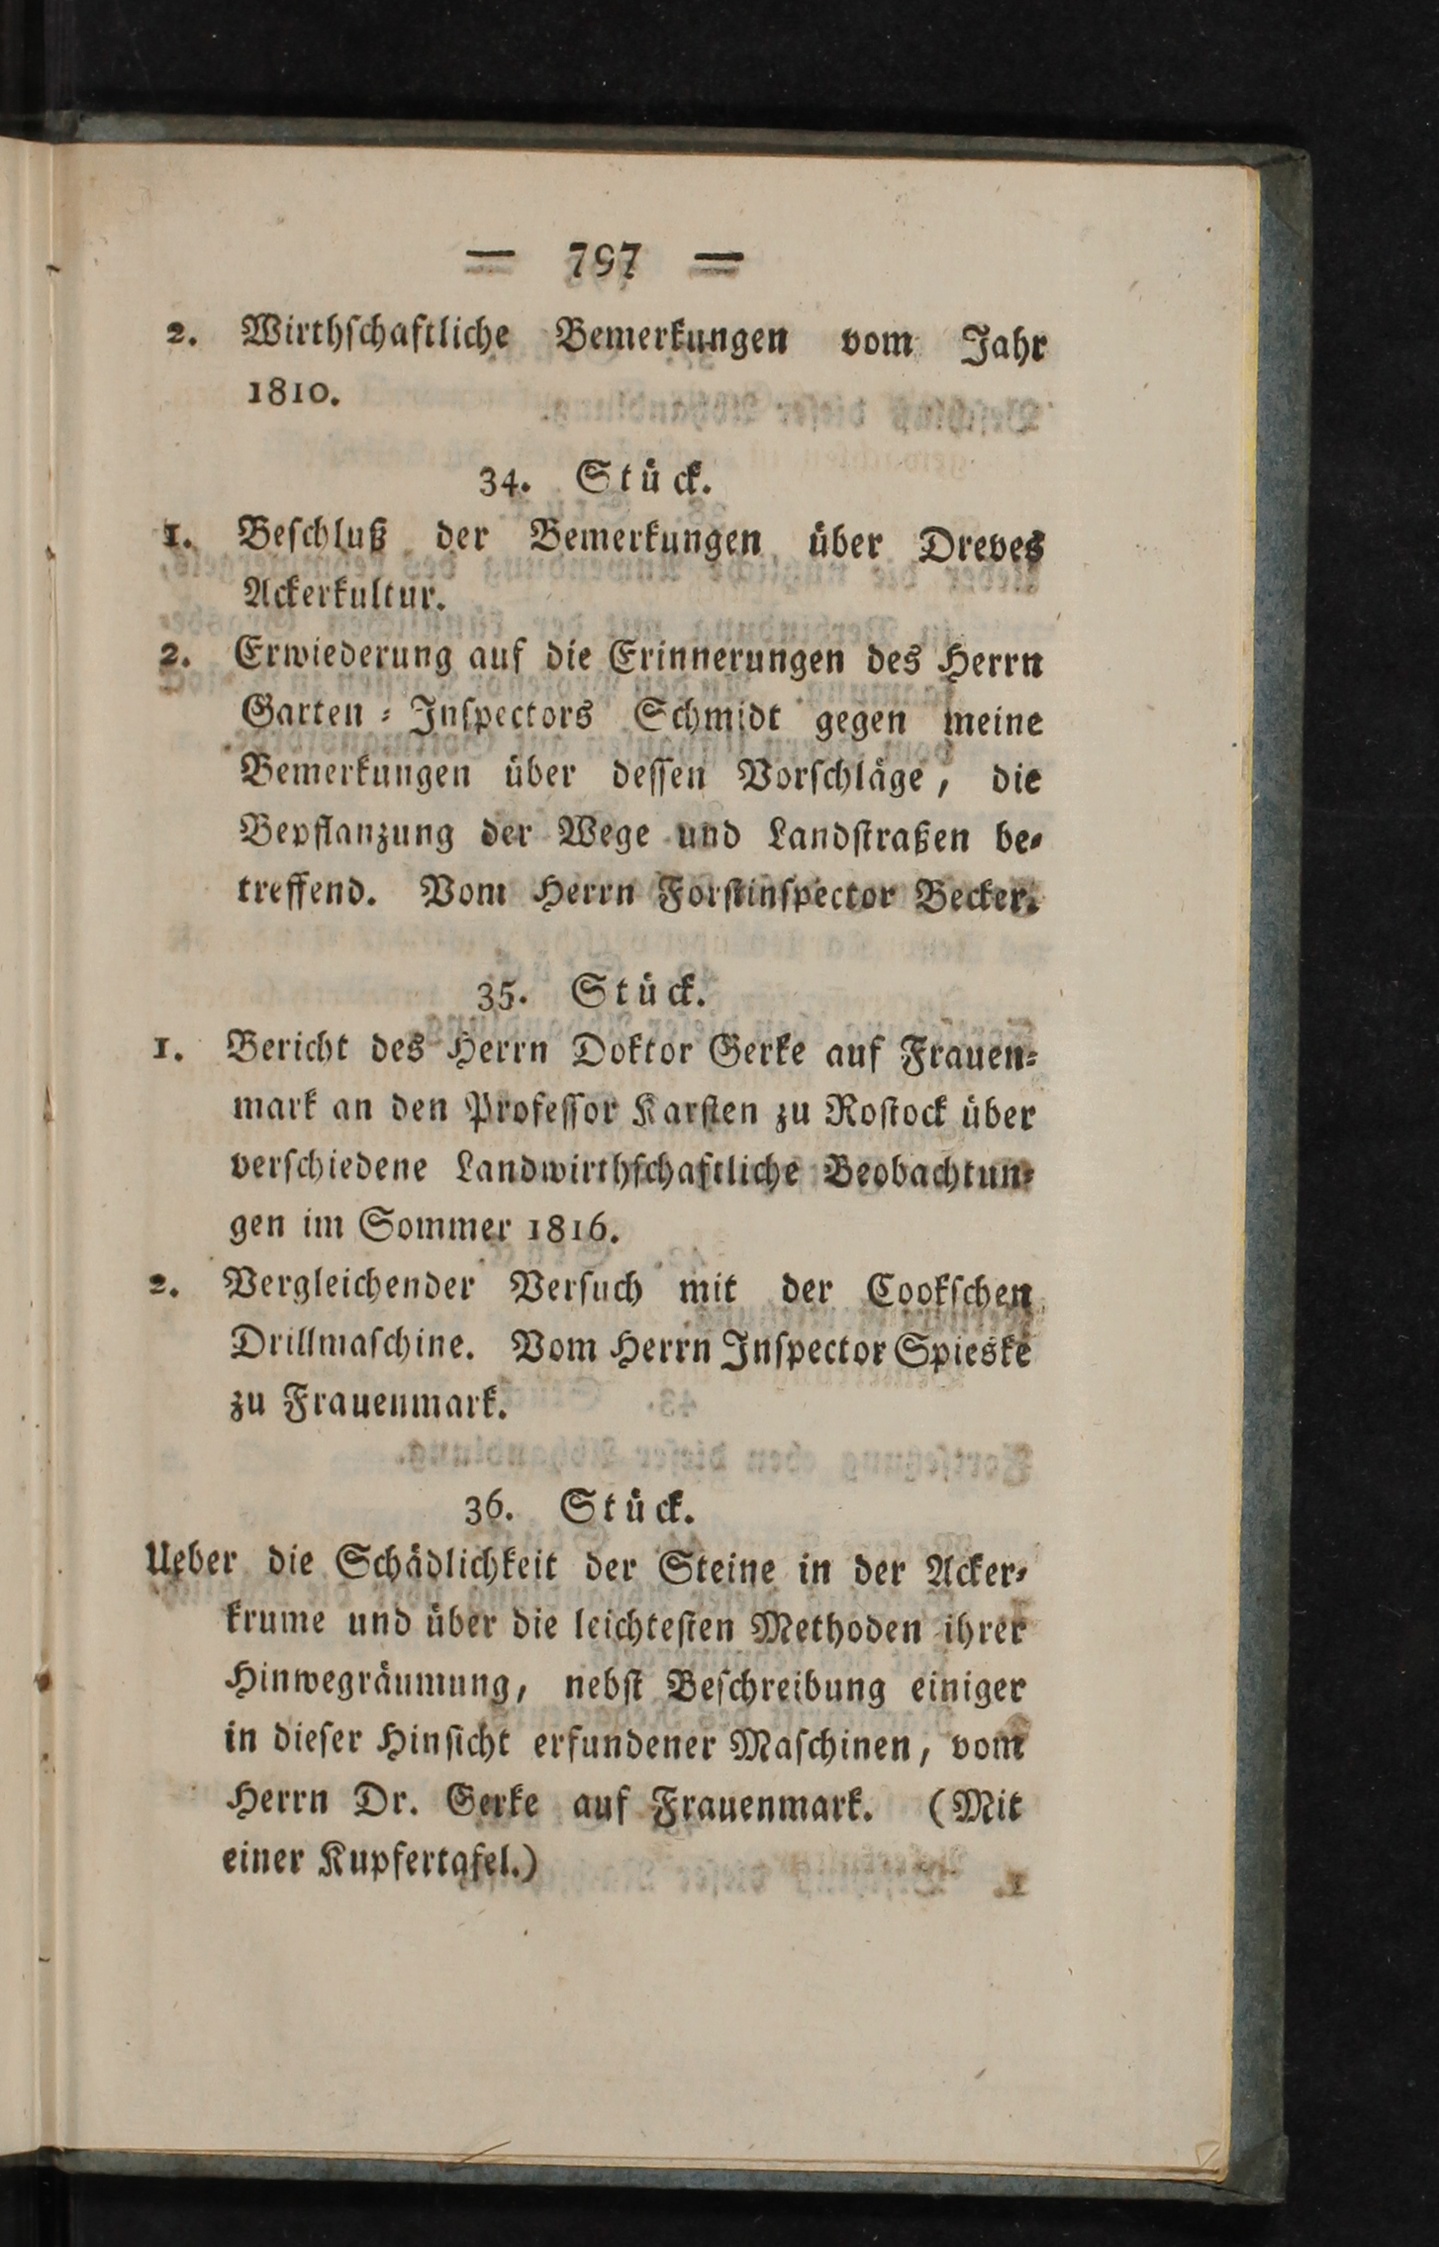 — 797 —
2. Wirthſchaftliche Bemerkungen vom Jahr
1810.
34. Stück.
1. Beſchluß der Bemerkungen über Dreves
Ackerkultur.
2. Erwiederung auf die Erinnerungen des Herrn
Garten-Inſpectors Schmidt gegen meine
Bemerkungen über deſſen Vorſchläge, die
Bepflanzung der Wege und Landſtraßen be-
treffend. Vom Herrn Forſtinſpector Becker.
35. Stück.
1. Bericht des Herrn Doktor Gerke auf Frauen-
mark an den Profeſſor Karſten zu Roſtock über
verſchiedene Landwirthſchaftliche Beobachtun-
gen im Sommer 1816.
2. Vergleichender Verſuch mit der Cookſchen
Drillmaſchine. Vom Herrn Inſpector Spieske
zu Frauenmark.
36. Stück.
Ueber die Schädlichkeit der Steine in der Acker-
krume und über die leichteſten Methoden ihrer
Hinwegräumung, nebſt Beſchreibung einiger
in dieſer Hinſicht erfundener Maſchinen, vom
Herrn Dr. Gerke auf Frauenmark. (Mit
einer Kupfertafel.)